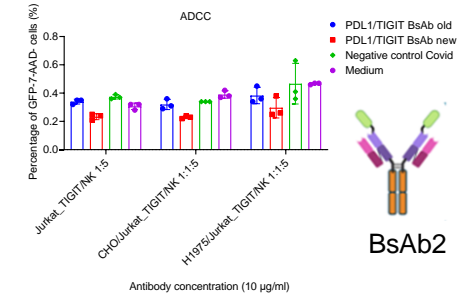 ADCC
Percentage of GFP-7-AAD- cells (%)
0.8
0.6
0.4
0.2
0.0
Jurkat_TIGIT/NK 1:5
CHO/Jurkat_TIGIT/NK 1:1:5
H1975/Jurkat_TIGIT/NK 1:1:5
Antibody concentration (10 µg/ml)
PDL1/TIGIT BsAb old
PDL1/TIGIT BsAb new
Negative control Covid
Medium
BsAb2